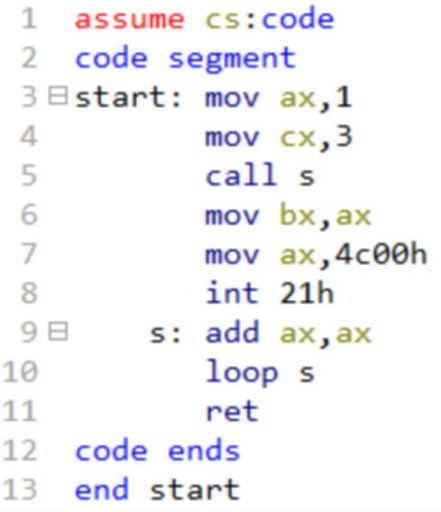 1 assume cs:code
2 code segment
3 start: mov ax,1
4 mov cx,3
5 call s
6 mov bx,ax
7 mov ax,4c00h
8 int 21h
9 s: add ax,ax
10 loop s
11 ret
12 code ends
13 end start